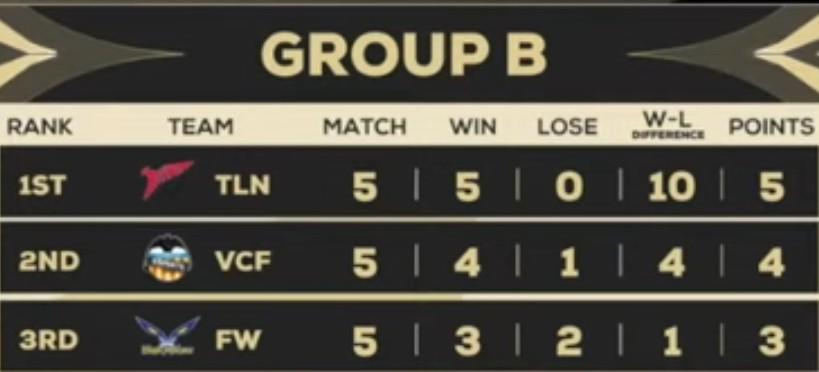 GROUP B
RANK TEAM MATCH WIN LOSE W-L DIFFERENCE POINTS
1ST TLN 5 | 5 | 0 | 10 | 5
2ND VCF 5 | 4 | 1 | 4 | 4
3RD FW 5 | 3 | 2 | 1 | 3